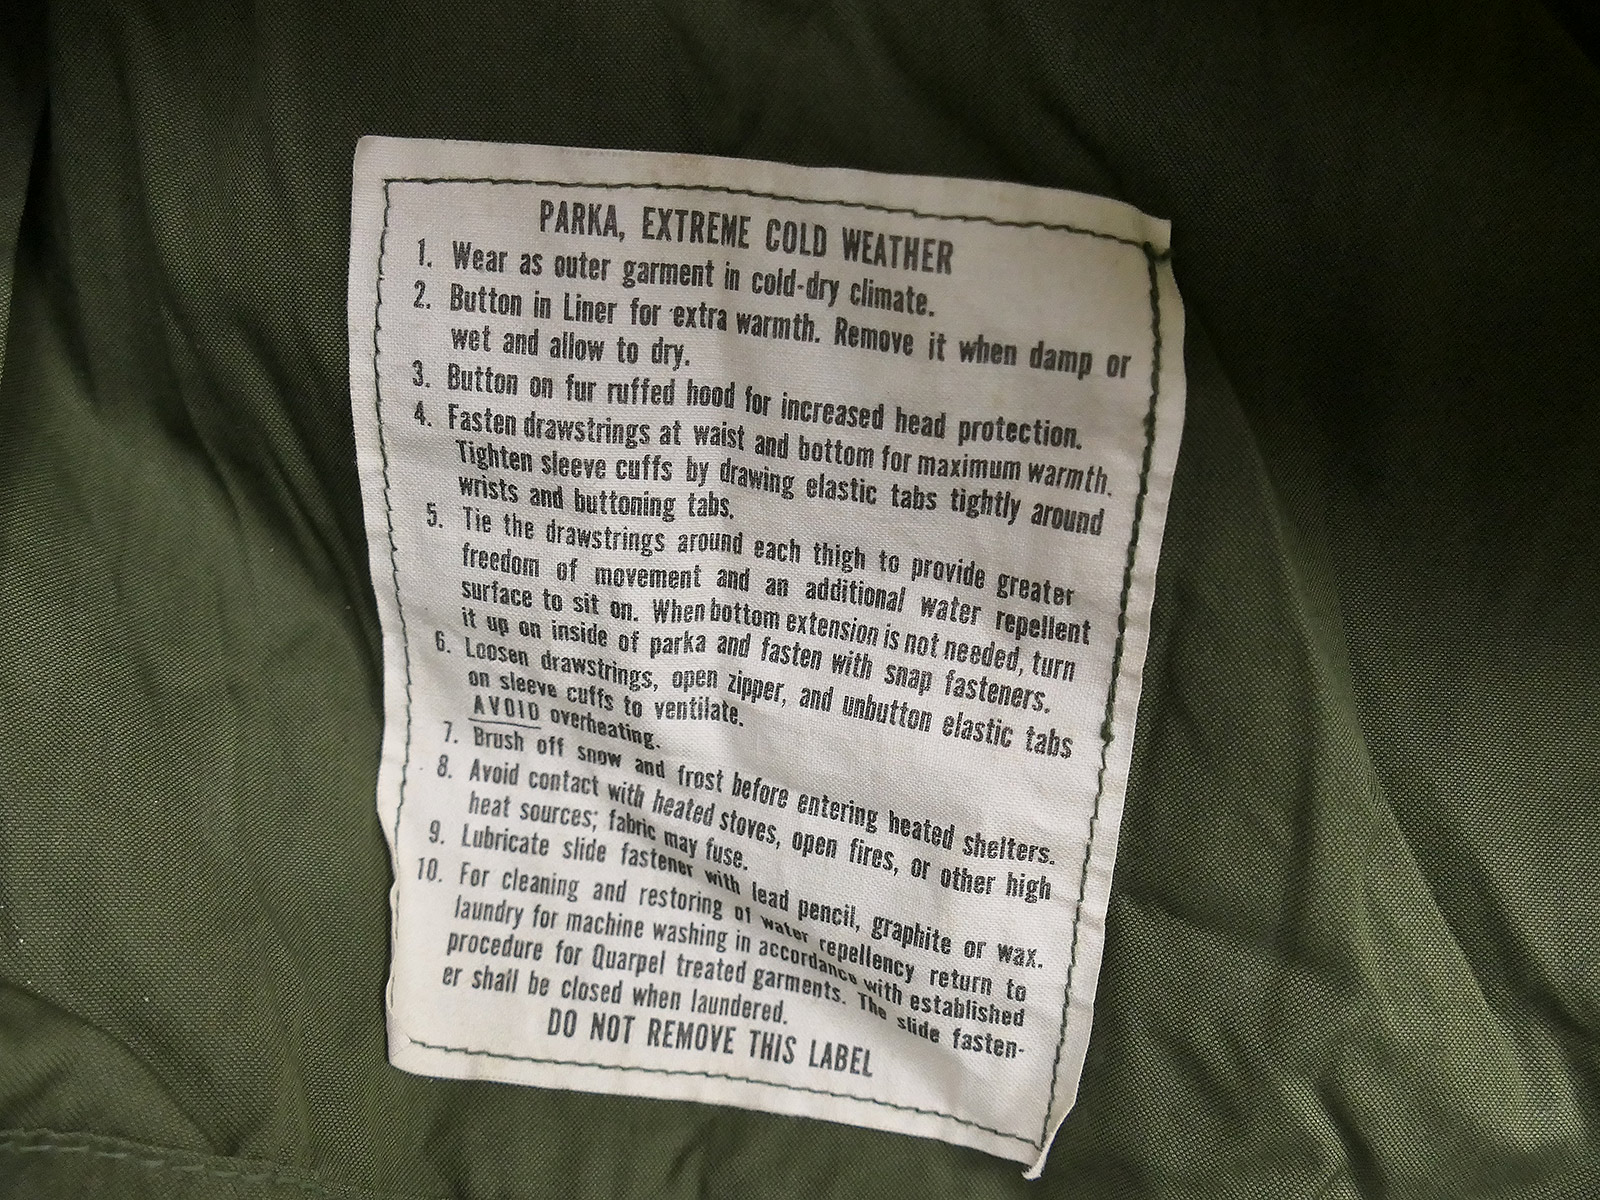 PARKA, EXTREME COLD WEATHER
1. Wear as outer garment in cold-dry climate.
2. Button in Liner for extra warmth. Remove it when damp or
wet and allow to dry.
3. Button on fur ruffed hood for increased head protection.
4. Fasten drawstrings at waist and bottom for maximum warmth.
Tighten sleeve cuffs by drawing elastic tabs tightly around
wrists and buttoning tabs.
5. Tie the drawstrings around each thigh to provide greater
freedom of movement and an additional water repellent
surface to sit on. When bottom extension is not needed, turn
it up on inside of parka and fasten with snap fasteners.
6. Loosen drawstrings, open zipper, and unbutton elastic tabs
on sleeve cuffs to ventilate.
AVOID overheating.
7. Brush off snow and frost before entering heated shelters.
8. Avoid contact with heated stoves, open fires, or other high
heat sources; fabric may fuse.
9. Lubricate slide fastener with lead pencil, graphite or wax.
10. For cleaning and restoring of water repellency return to
laundry for machine washing in accordance with established
procedure for Quarpel treated garments. The slide fasten-
er shall be closed when laundered.
DO NOT REMOVE THIS LABEL